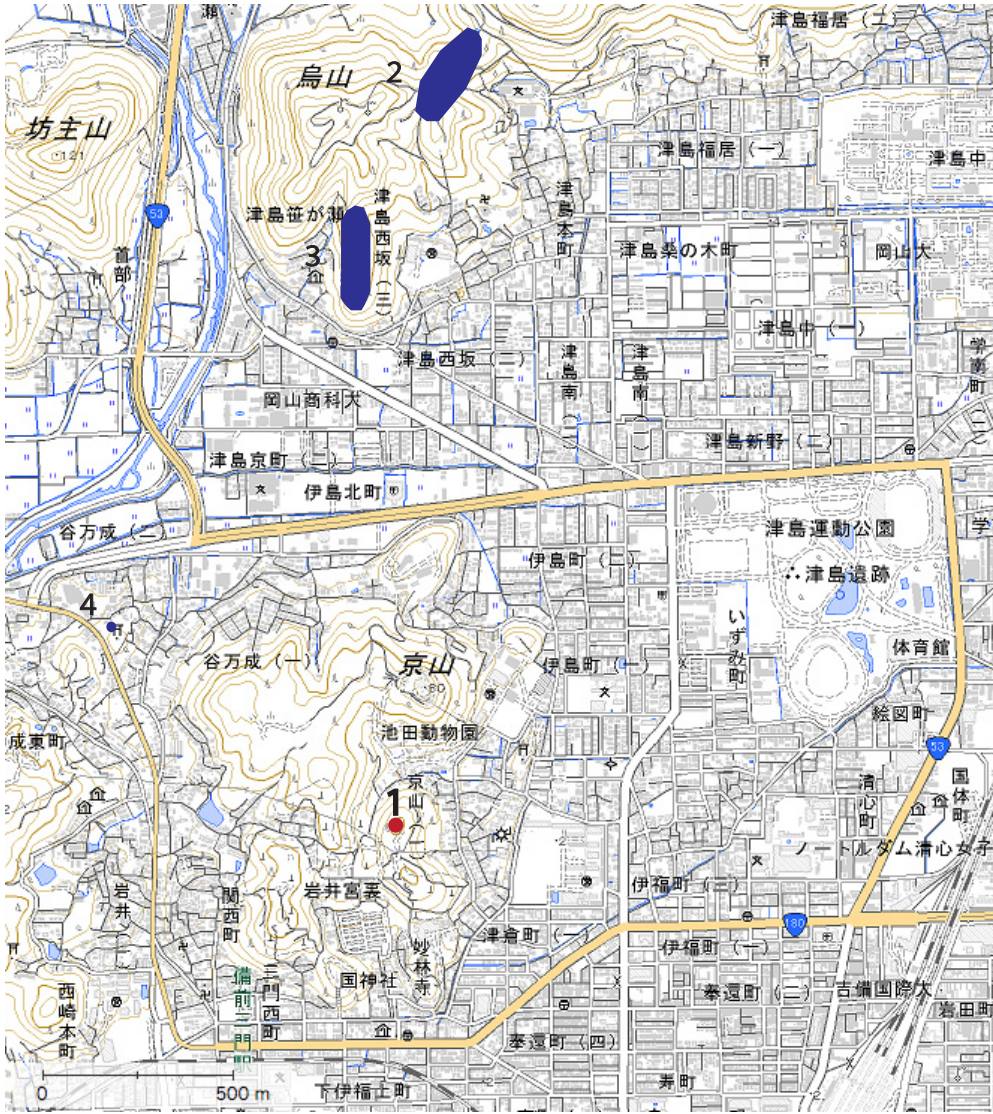 津島福居(二)
烏山
2
坊主山
・121
津島福居(一)
津島中
53
津島笹が瀬
津島西坂(三)
津島本町
3
首部
津島桑の木町
岡山大
津島中(一)
津島西坂(二)
岡山商科大
津島南(二)
津島南(一)
学南町(二)
津島新野(二)
津島京町(二)
伊島北町
谷万成(二)
津島運動公園
学
伊島町(二)
∴津島遺跡
4
いずみ町
谷万成(一)
京山
80
伊島町(一)
体育館
絵図町
成東町
池田動物園
53
京山(一)
1
清心町
国体町
ノートルダム清心女子
岩井宮裏
伊福町(三)
岩井
関西町
津倉町(一)
180
伊福町(一)
妙林寺
国神社
備前三門駅
三門西町
西崎本町
奉還町(二)
吉備国際大
岩田町
奉還町(四)
0
500 m
下伊福上町
寿町